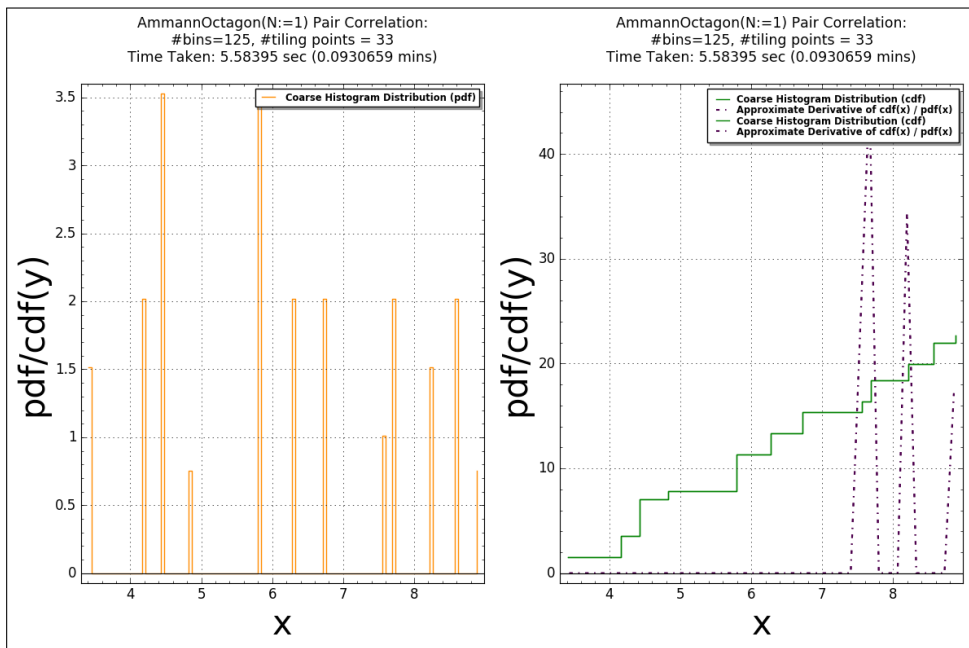 AmmannOctagon(N:=1) Pair Correlation:
#bins=125, #tiling points = 33
Time Taken: 5.58395 sec (0.0930659 mins)
Coarse Histogram Distribution (pdf)
3.5
3
2.5
2
1.5
1
0.5
0
pdf/cdf(y)
4
5
6
7
8
x
AmmannOctagon(N:=1) Pair Correlation:
#bins=125, #tiling points = 33
Time Taken: 5.58395 sec (0.0930659 mins)
Coarse Histogram Distribution (cdf)
Approximate Derivative of cdf(x) / pdf(x)
Coarse Histogram Distribution (cdf)
Approximate Derivative of cdf(x) / pdf(x)
40
30
20
10
0
pdf/cdf(y)
4
5
6
7
8
x